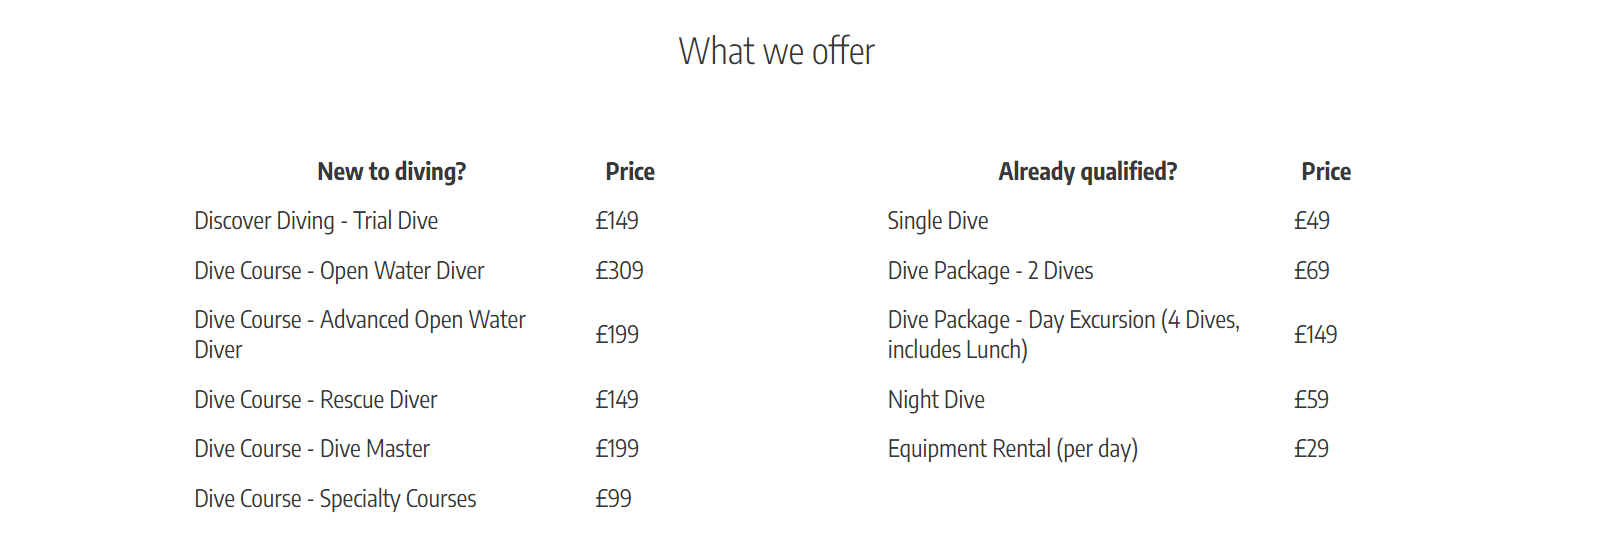 What we offer
New to diving? Price
Discover Diving - Trial Dive £149
Dive Course - Open Water Diver £309
Dive Course - Advanced Open Water
Diver
£199
Dive Course - Rescue Diver £149
Dive Course - Dive Master £199
Dive Course - Specialty Courses £99
Already qualified? Price
Single Dive £49
Dive Package - 2 Dives £69
Dive Package - Day Excursion (4 Dives,
includes Lunch)
£149
Night Dive £59
Equipment Rental (per day) £29